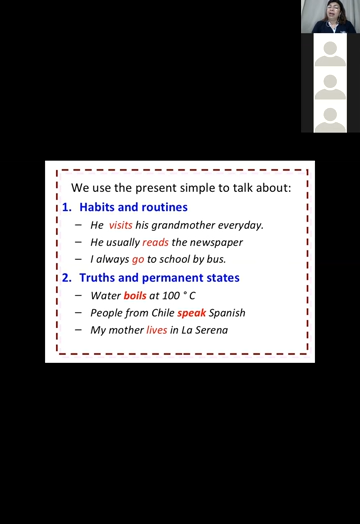 We use the present simple to talk about:
1. Habits and routines
– He visits his grandmother everyday.
– He usually reads the newspaper
– I always go to school by bus.
2. Truths and permanent states
– Water boils at 100 ° C
– People from Chile speak Spanish
– My mother lives in La Serena